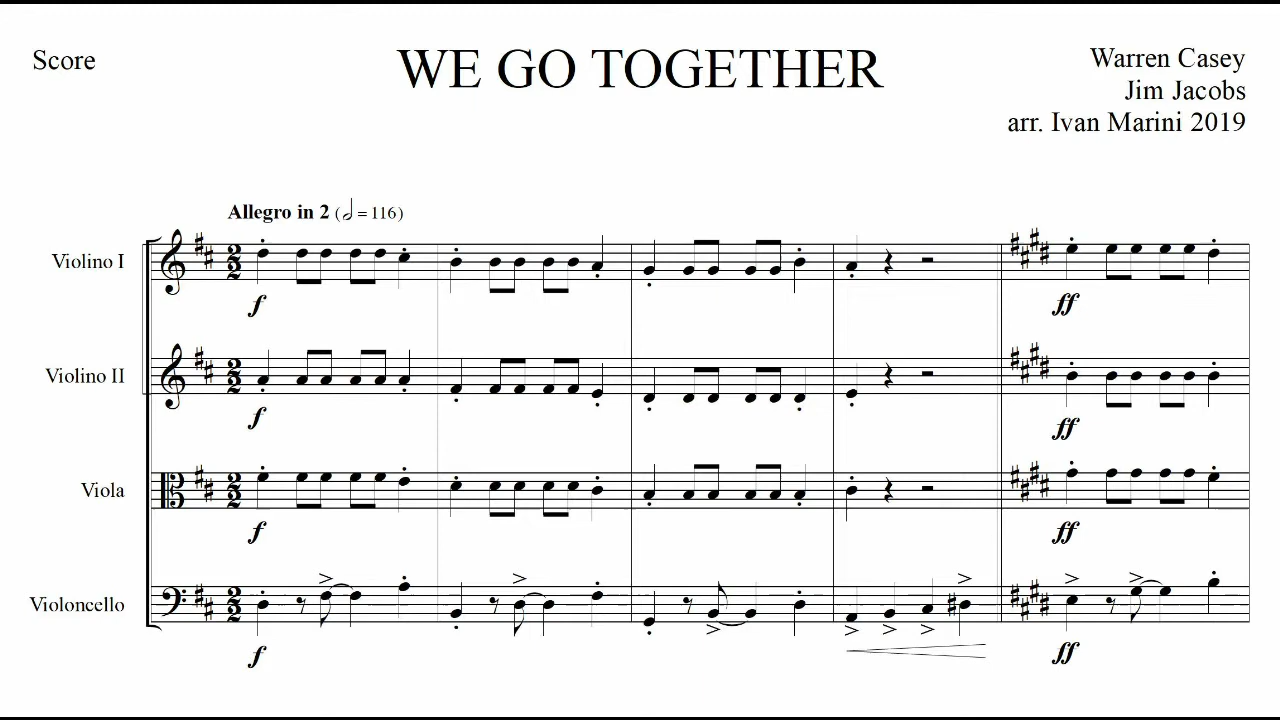 Score
WE GO TOGETHER
Warren Casey
Jim Jacobs
arr. Ivan Marini 2019
Allegro in 2 (𝅗𝅥 = 116)
Violino I
f
ff
Violino II
f
ff
Viola
f
ff
Violoncello
f
ff